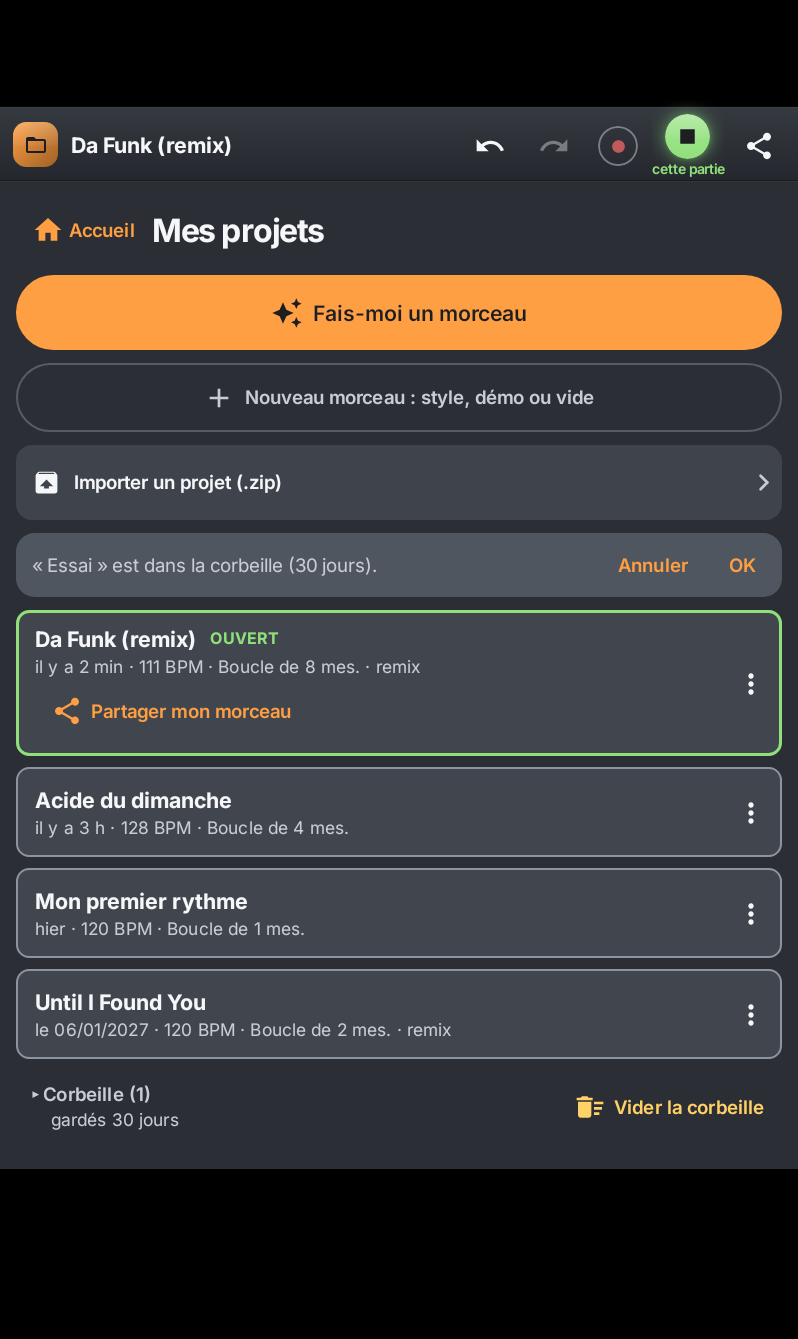 Da Funk (remix)
cette partie
Accueil
Mes projets
Fais-moi un morceau
Nouveau morceau : style, démo ou vide
Importer un projet (.zip)
« Essai » est dans la corbeille (30 jours).
Annuler
OK
Da Funk (remix) OUVERT
il y a 2 min · 111 BPM · Boucle de 8 mes. · remix
Partager mon morceau
Acide du dimanche
il y a 3 h · 128 BPM · Boucle de 4 mes.
Mon premier rythme
hier · 120 BPM · Boucle de 1 mes.
Until I Found You
le 06/01/2027 · 120 BPM · Boucle de 2 mes. · remix
Corbeille (1)
gardés 30 jours
Vider la corbeille